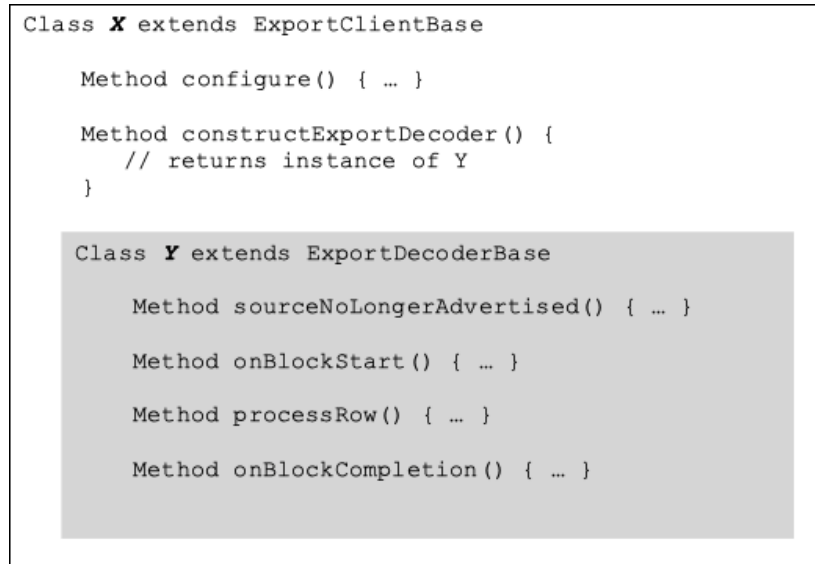 Class X extends ExportClientBase
Method configure() { … }
Method constructExportDecoder() {
// returns instance of Y
}
Class Y extends ExportDecoderBase
Method sourceNoLongerAdvertised() { … }
Method onBlockStart() { … }
Method processRow() { … }
Method onBlockCompletion() { … }